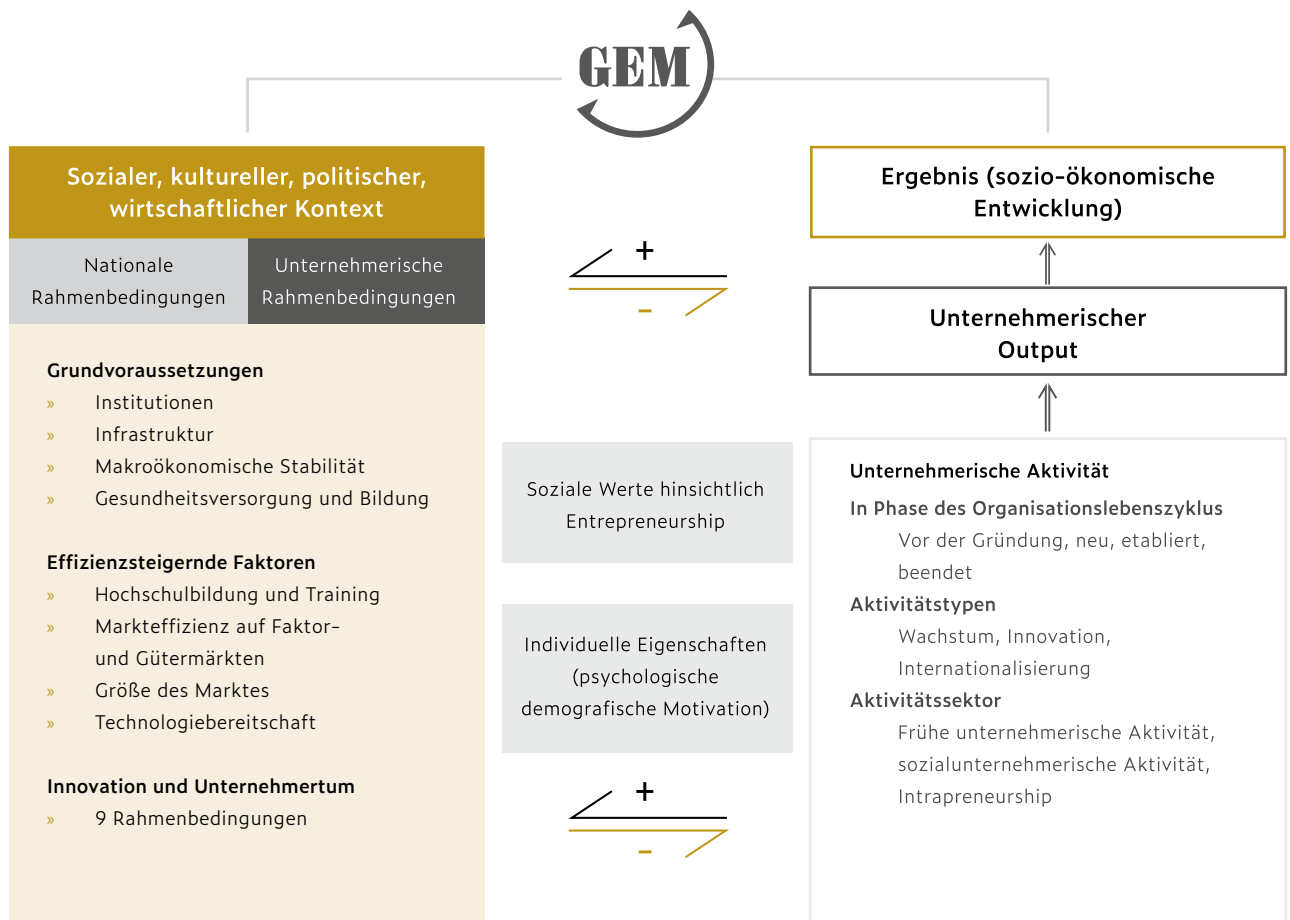 GEM
Sozialer, kultureller, politischer,
wirtschaftlicher Kontext
Nationale
Rahmenbedingungen
Unternehmerische
Rahmenbedingungen
Grundvoraussetzungen
» Institutionen
» Infrastruktur
» Makroökonomische Stabilität
» Gesundheitsversorgung und Bildung
Effizienzsteigernde Faktoren
» Hochschulbildung und Training
» Markteffizienz auf Faktor-
und Gütermärkten
» Größe des Marktes
» Technologiebereitschaft
Innovation und Unternehmertum
» 9 Rahmenbedingungen
+
-
Soziale Werte hinsichtlich
Entrepreneurship
Individuelle Eigenschaften
(psychologische
demografische Motivation)
+
-
Ergebnis (sozio-ökonomische
Entwicklung)
Unternehmerischer
Output
Unternehmerische Aktivität
In Phase des Organisationslebenszyklus
Vor der Gründung, neu, etabliert,
beendet
Aktivitätstypen
Wachstum, Innovation,
Internationalisierung
Aktivitätssektor
Frühe unternehmerische Aktivität,
sozialunternehmerische Aktivität,
Intrapreneurship